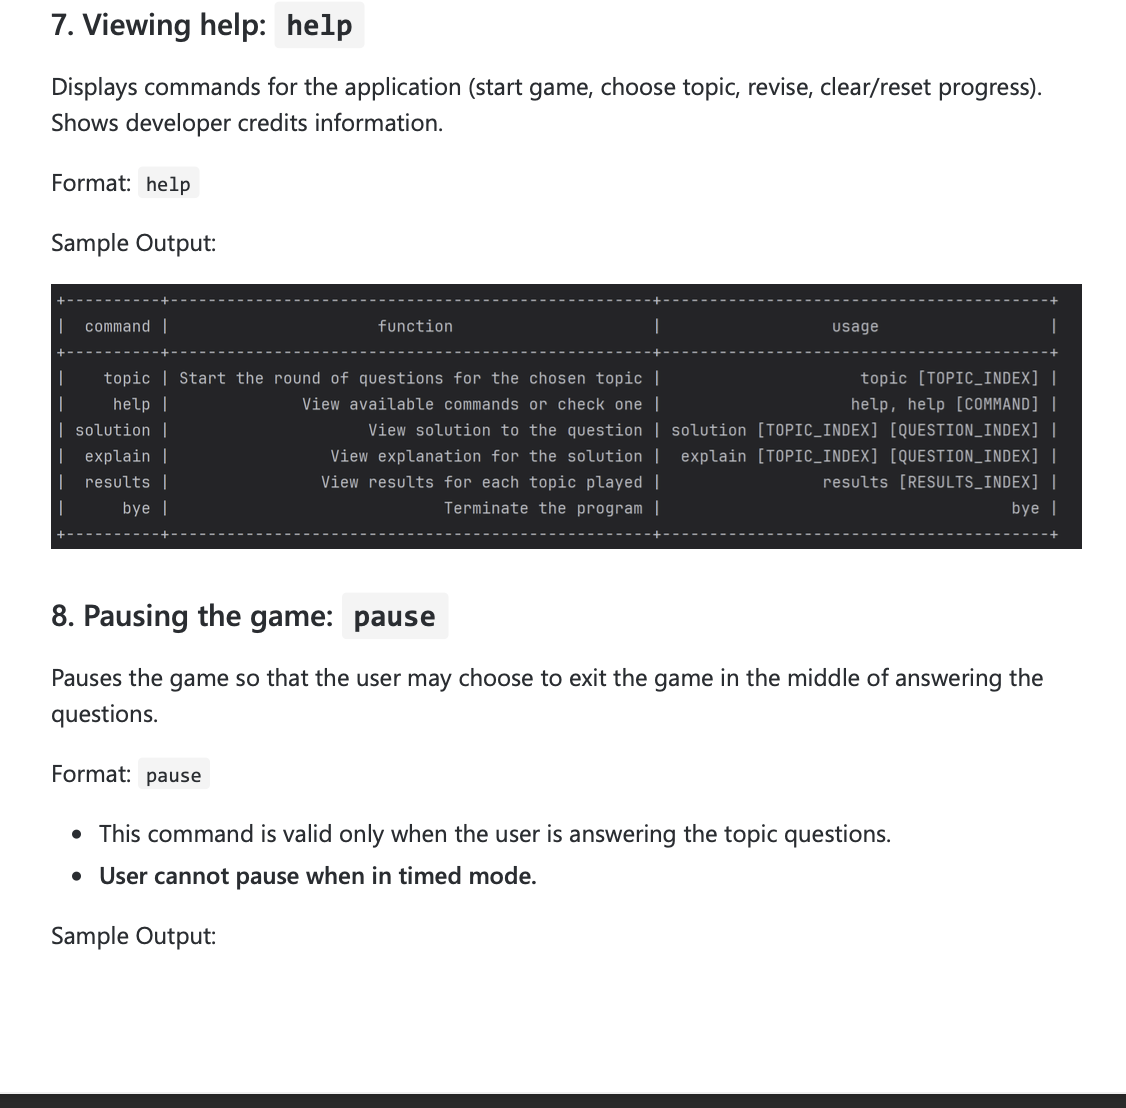 7. Viewing help: help
Displays commands for the application (start game, choose topic, revise, clear/reset progress).
Shows developer credits information.
Format: help
Sample Output:
+----------+---------------------------------------------------+-----------------------------------------+
|  command |                      function                     |                  usage                  |
+----------+---------------------------------------------------+-----------------------------------------+
|    topic | Start the round of questions for the chosen topic |                     topic [TOPIC_INDEX] |
|     help |              View available commands or check one |                    help, help [COMMAND] |
| solution |                     View solution to the question | solution [TOPIC_INDEX] [QUESTION_INDEX] |
|  explain |                 View explanation for the solution |  explain [TOPIC_INDEX] [QUESTION_INDEX] |
|  results |                View results for each topic played |                 results [RESULTS_INDEX] |
|      bye |                             Terminate the program |                                     bye |
+----------+---------------------------------------------------+-----------------------------------------+
8. Pausing the game: pause
Pauses the game so that the user may choose to exit the game in the middle of answering the
questions.
Format: pause
• This command is valid only when the user is answering the topic questions.
• User cannot pause when in timed mode.
Sample Output: